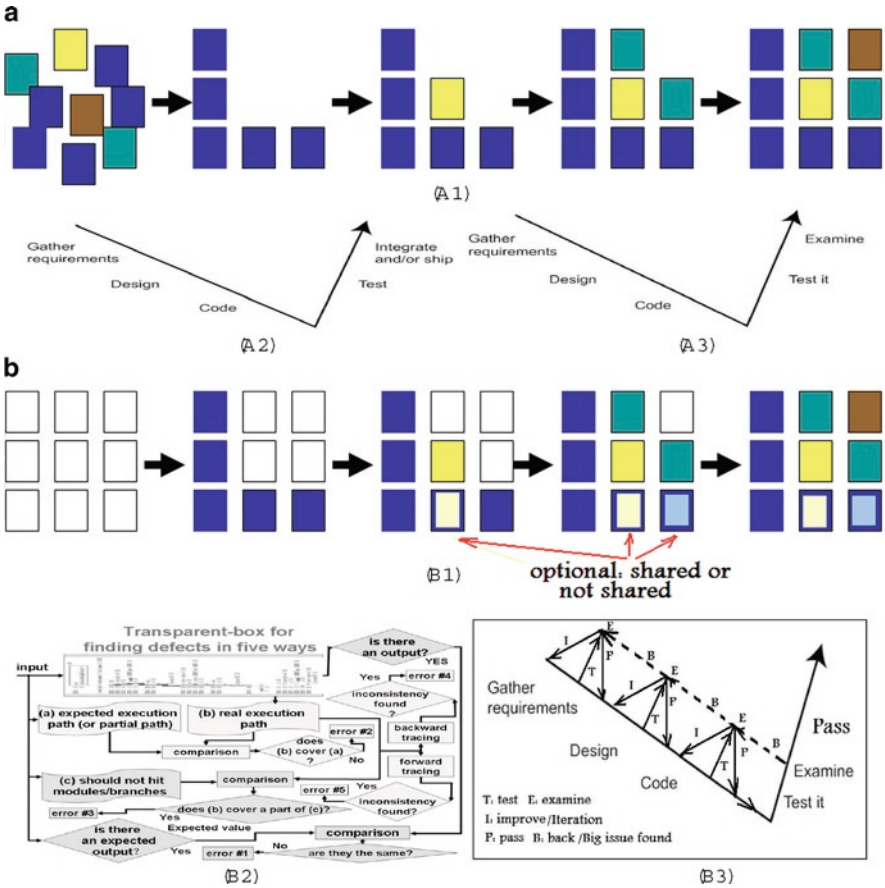 a
(A1)
Gather
requirements
Design
Code
Integrate
and/or ship
Test
(A2)
Gather
requirements
Design
Code
Examine
Test it
(A3)
b
(B1)
optional: shared or
not shared
Transparent-box for
finding defects in five ways
input
is there
an output?
YES
Yes
error #4
inconsistency
found
?
(a) expected execution
path (or partial path)
(b) real execution
path
error #2
comparison
does
(b) cover (a)
?
No
backward
tracing
forward
tracing
(c) should not hit
modules/branches
comparison
error #5
Yes
inconsistency
found?
error #3
does (b) cover a part of (c)?
Yes
Expected value
is there
an expected
output?
Yes
comparison
error #1
No
are they the same?
(B2)
E
I
P
B
T
E
I
P
B
T
E
I
P
B
T
Gather
requirements
Design
Code
Pass
Examine
Test it
T: test E: examine
I: improve/Iteration
P: pass B: back/Big issue found
(B3)